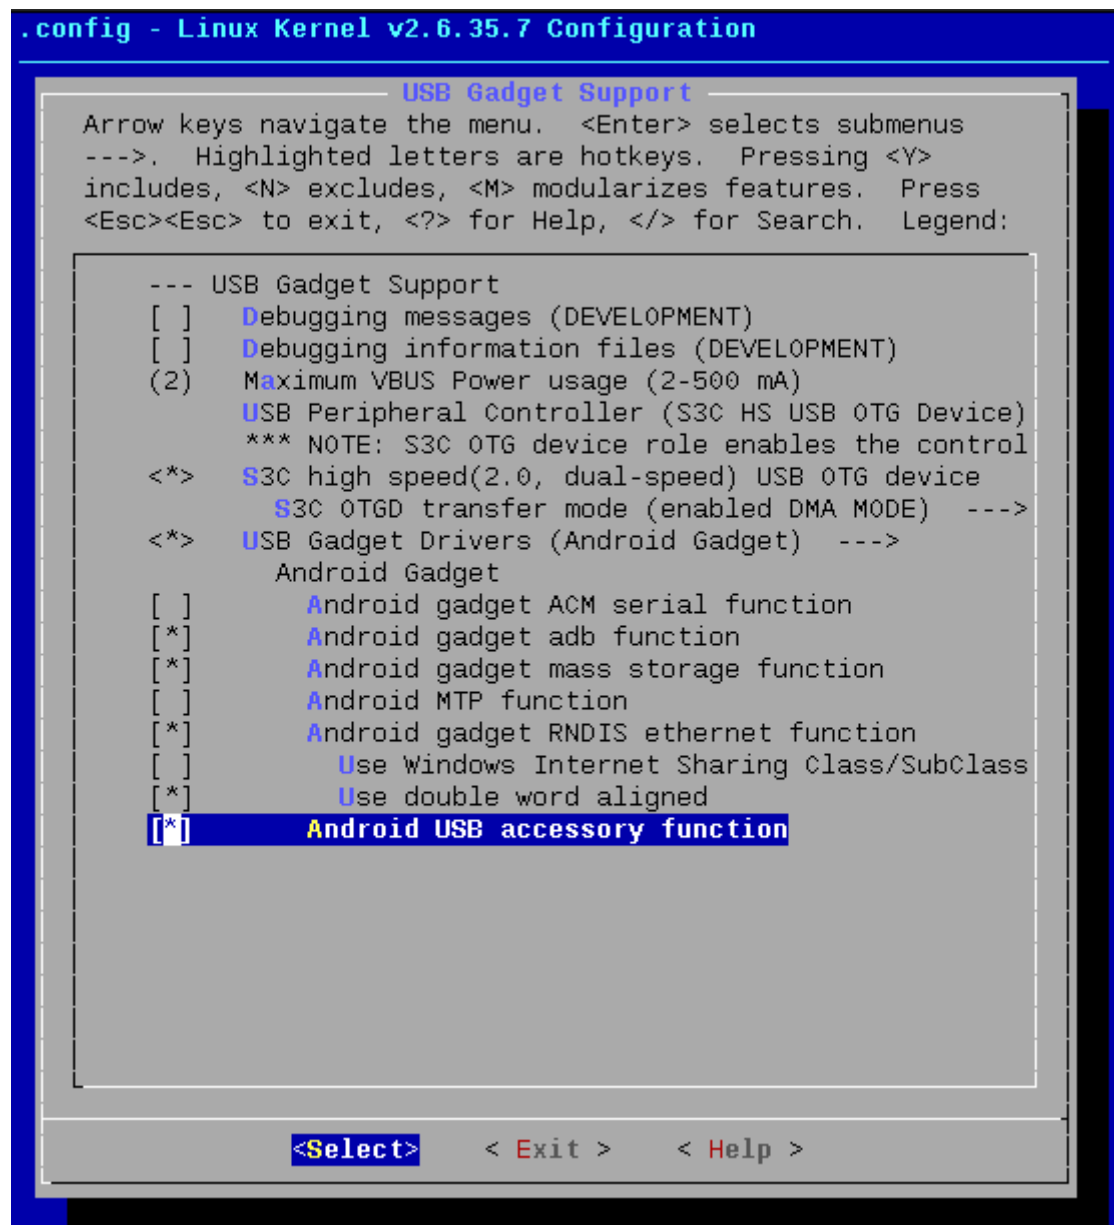 .config - Linux Kernel v2.6.35.7 Configuration
USB Gadget Support
Arrow keys navigate the menu.  <Enter> selects submenus
--->.  Highlighted letters are hotkeys.  Pressing <Y>
includes, <N> excludes, <M> modularizes features.  Press
<Esc><Esc> to exit, <?> for Help, </> for Search.  Legend:
--- USB Gadget Support
[ ]   Debugging messages (DEVELOPMENT)
[ ]   Debugging information files (DEVELOPMENT)
(2)   Maximum VBUS Power usage (2-500 mA)
USB Peripheral Controller (S3C HS USB OTG Device)
*** NOTE: S3C OTG device role enables the control
<*>   S3C high speed(2.0, dual-speed) USB OTG device
S3C OTGD transfer mode (enabled DMA MODE)  --->
<*>   USB Gadget Drivers (Android Gadget)  --->
Android Gadget
[ ]       Android gadget ACM serial function
[*]       Android gadget adb function
[*]       Android gadget mass storage function
[ ]       Android MTP function
[*]       Android gadget RNDIS ethernet function
[ ]         Use Windows Internet Sharing Class/SubClass
[*]         Use double word aligned
[*]       Android USB accessory function
<Select>    < Exit >    < Help >